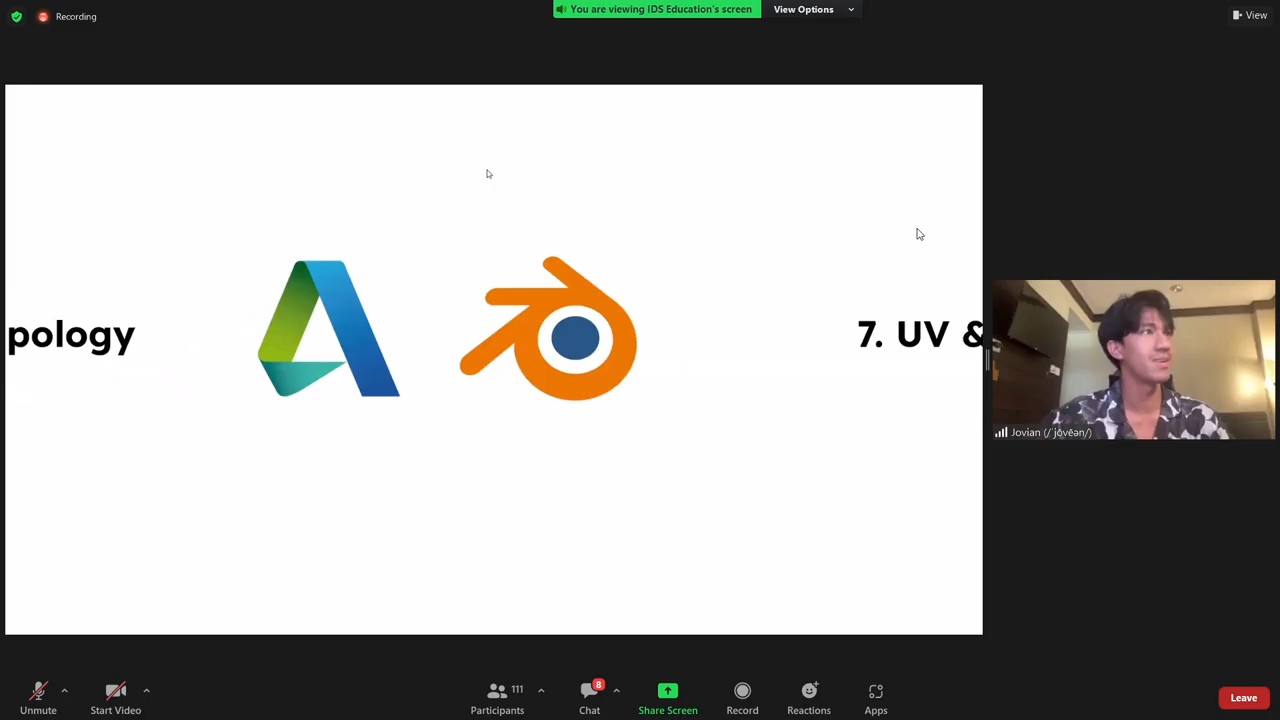 Recording
You are viewing IDS Education's screen
View Options
View
pology
7. UV &
Jovian (/ˈjōvēən/)
Unmute
Start Video
111
Participants
8
Chat
Share Screen
Record
Reactions
Apps
Leave